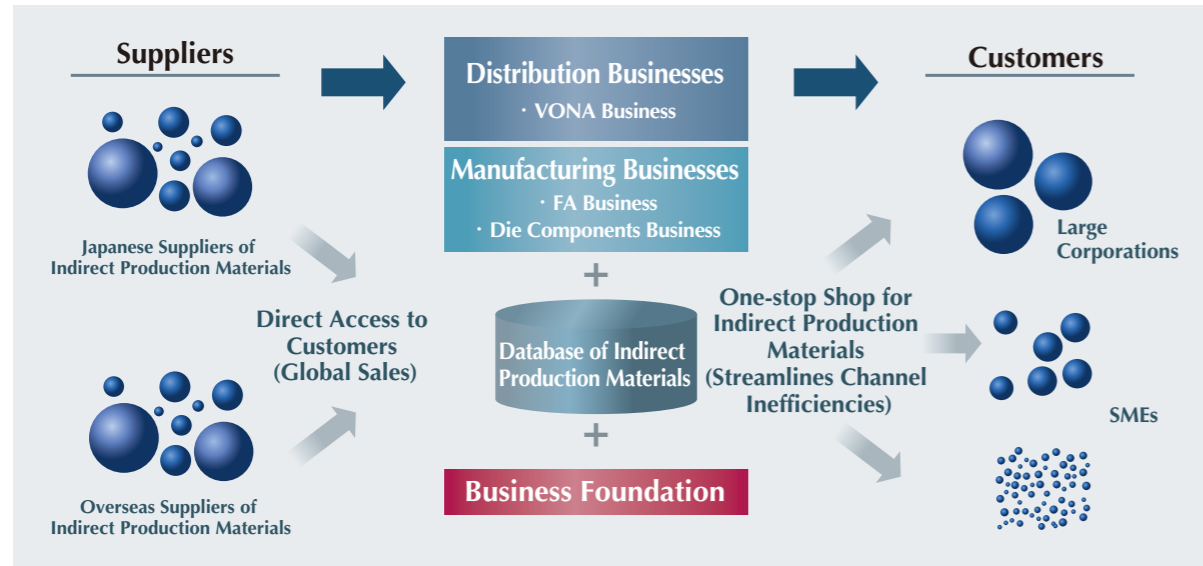 Suppliers
Japanese Suppliers of
Indirect Production Materials
Overseas Suppliers of
Indirect Production Materials
Direct Access to
Customers
(Global Sales)
Distribution Businesses
・VONA Business
Manufacturing Businesses
・FA Business
・Die Components Business
+
Database of Indirect
Production Materials
+
Business Foundation
One-stop Shop for
Indirect Production
Materials
(Streamlines Channel
Inefficiencies)
Customers
Large
Corporations
SMEs